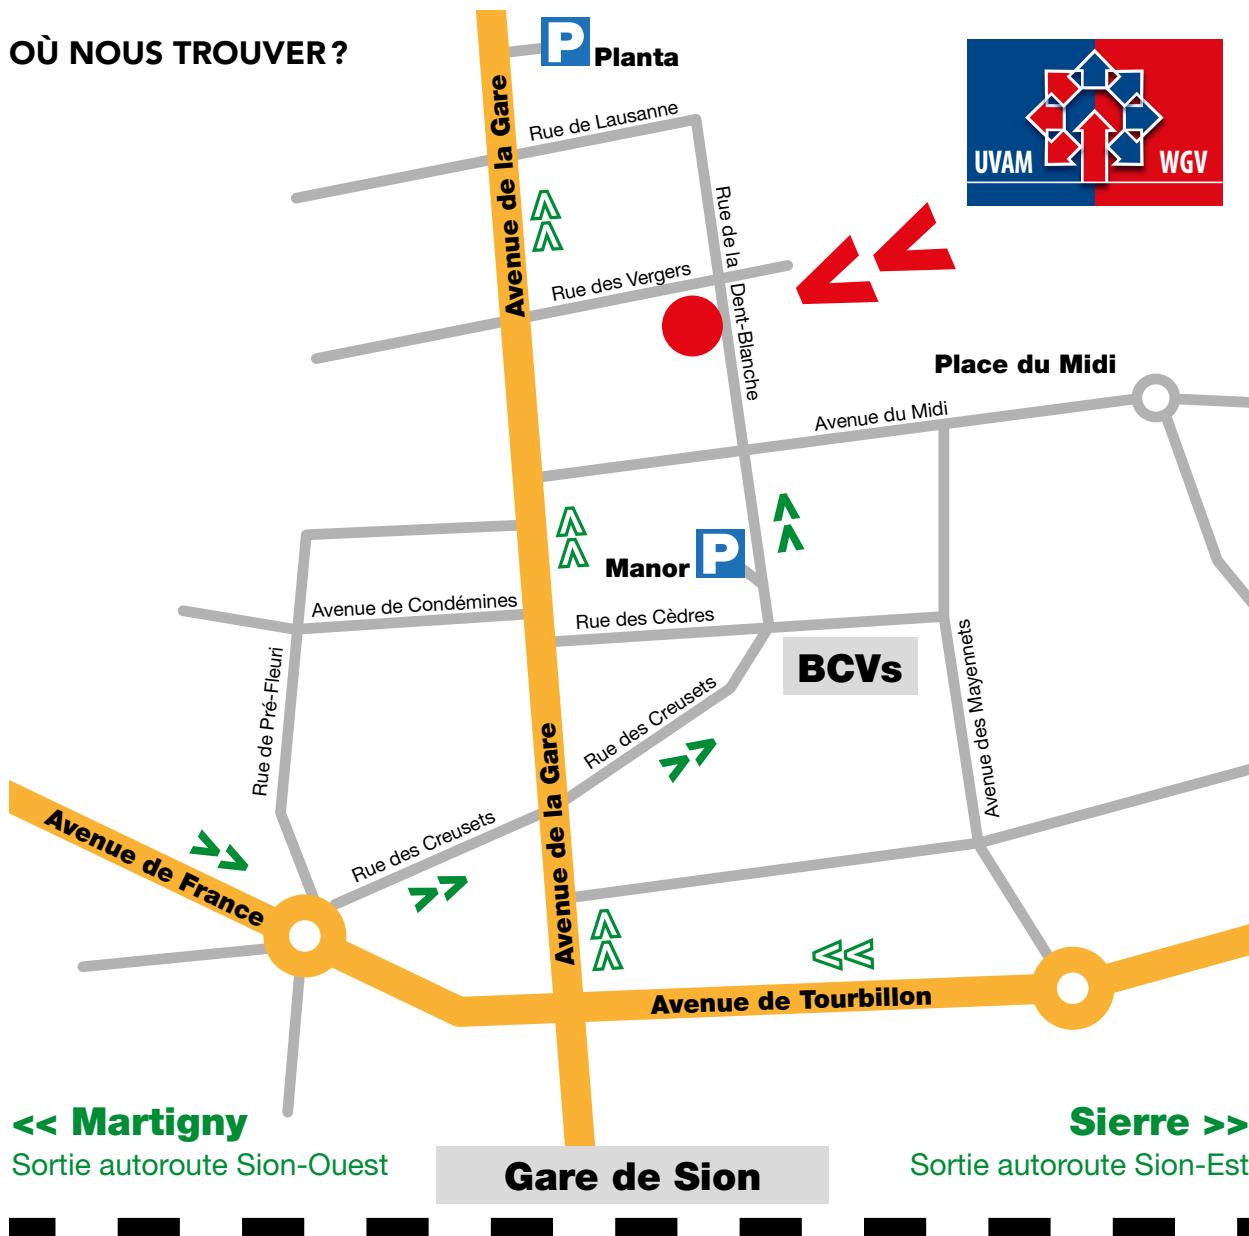 OÙ NOUS TROUVER ?
P Planta
UVAM WGV
Rue de Lausanne
Avenue de la Gare
Rue de la Dent-Blanche
Rue des Vergers
Place du Midi
Avenue du Midi
Manor P
Avenue de Condémines
Rue des Cèdres
BCVs
Rue de Pré-Fleuri
Avenue des Mayennets
Rue des Creusets
Avenue de la Gare
Rue des Creusets
Avenue de France
Avenue de Tourbillon
<< Martigny
Sortie autoroute Sion-Ouest
Sierre >>
Sortie autoroute Sion-Est
Gare de Sion